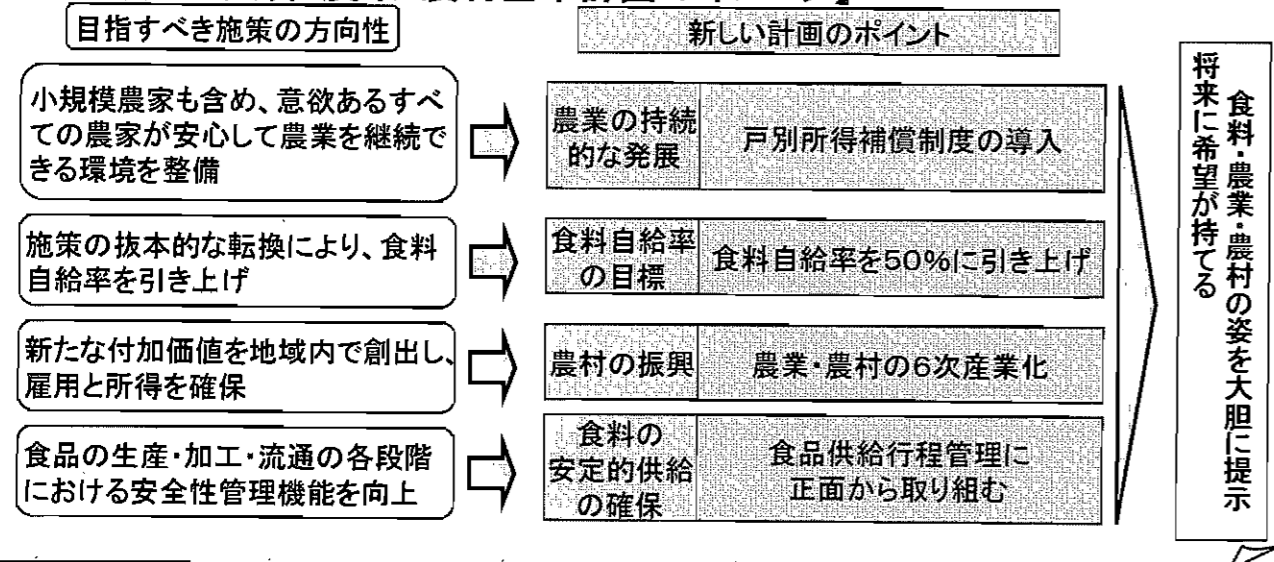 目指すべき施策の方向性
新しい計画のポイント
小規模農家も含め、意欲あるすべ
ての農家が安心して農業を継続で
きる環境を整備
農業の持続
的な発展
戸別所得補償制度の導入
施策の抜本的な転換により、食料
自給率を引き上げ
食料自給率
の目標
食料自給率を50%に引き上げ
新たな付加価値を地域内で創出し、
雇用と所得を確保
農村の振興
農業・農村の6次産業化
食品の生産・加工・流通の各段階
における安全性管理機能を向上
食料の
安定的供給
の確保
食品供給行程管理に
正面から取り組む
将来に希望が持てる
食料・農業・農村の姿を大胆に提示